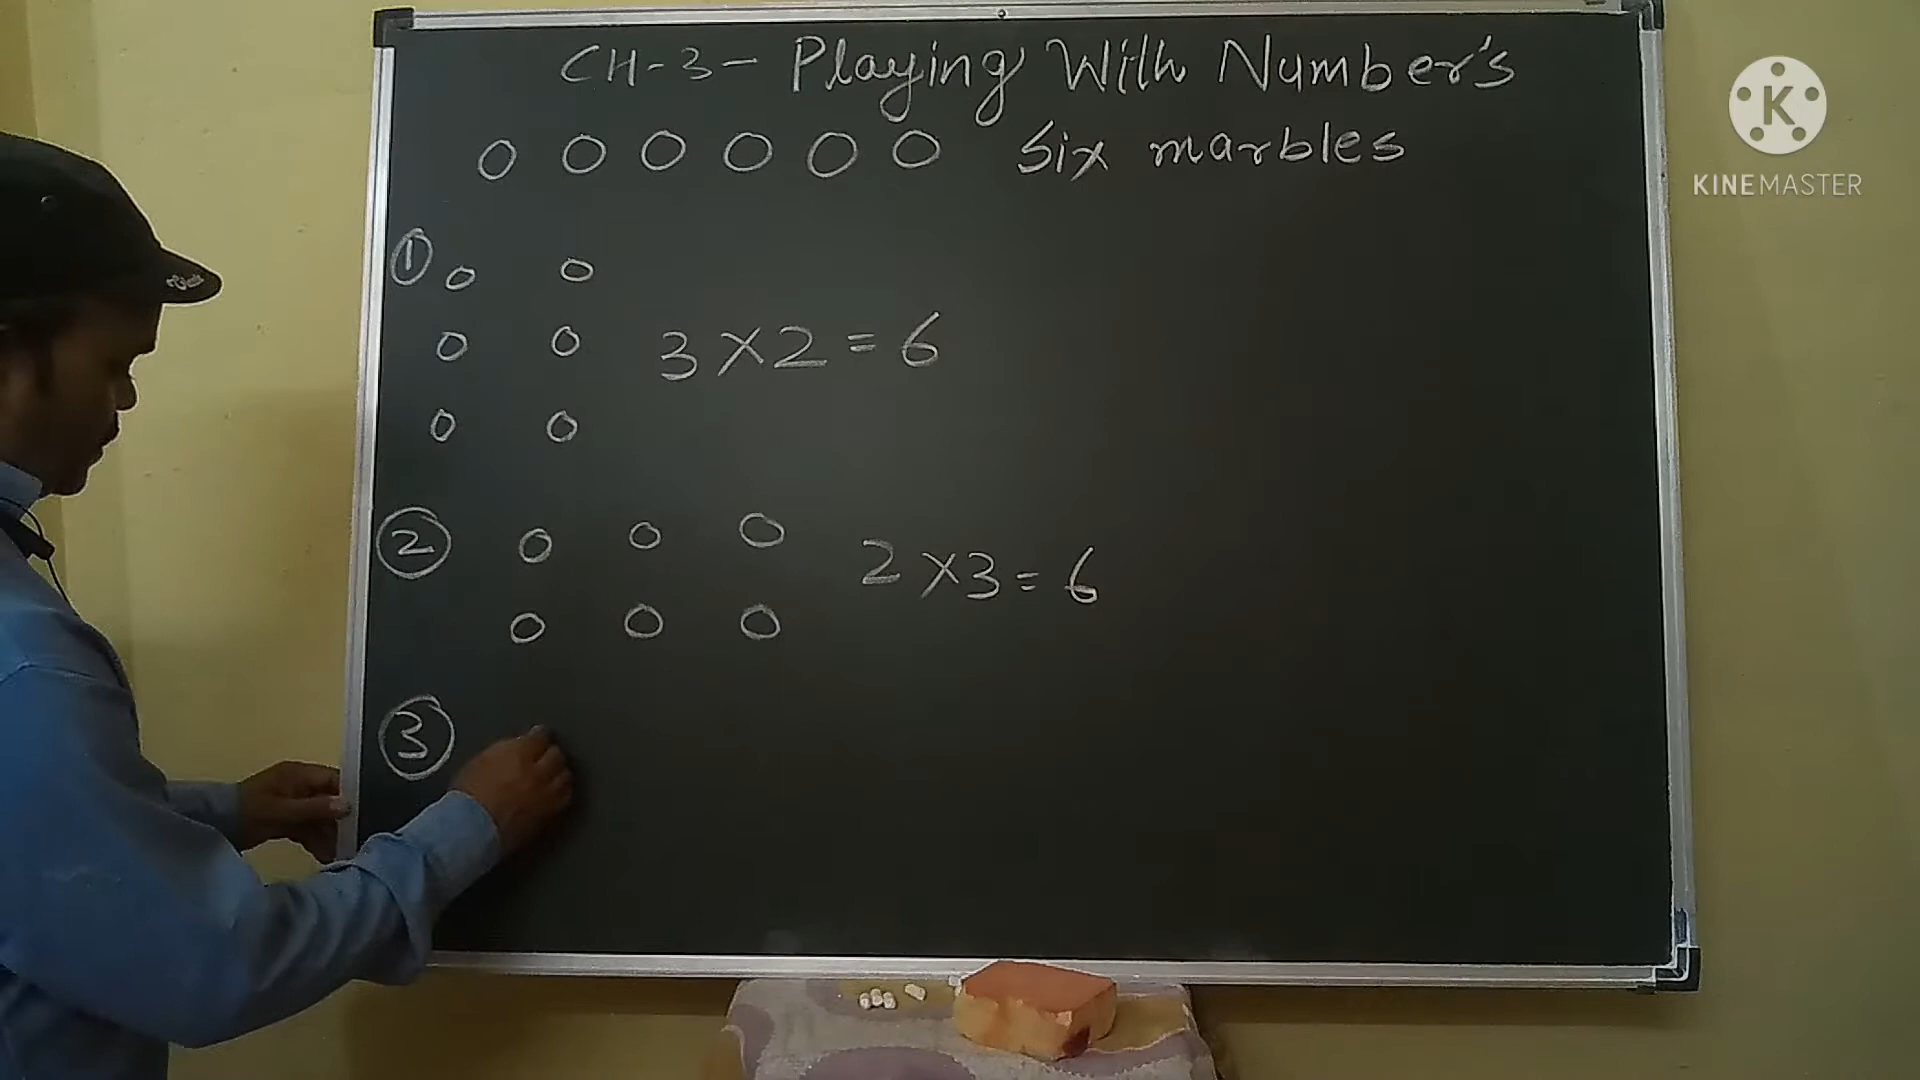 CH-3- Playing With Number's
six marbles
①
3×2=6
②
2×3=6
③
K
KINEMASTER